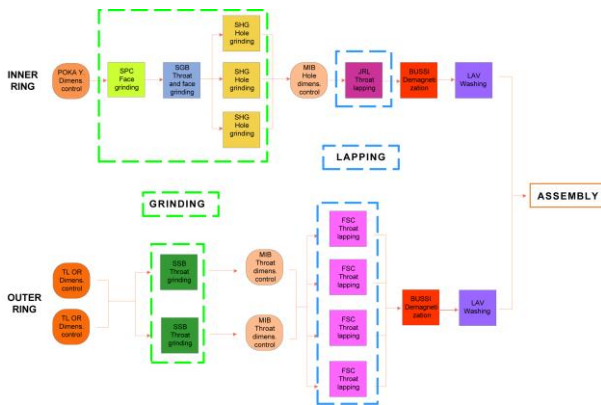 INNER
RING
POKA Y.
Dimens.
control
SPC
Face
grinding
SGB
Throat
and face
grinding
SHG
Hole
grinding
SHG
Hole
grinding
SHG
Hole
grinding
MIB
Hole
dimens.
control
JRL
Throat
lapping
BUSSI
Demagneti
zation
LAV
Washing
LAPPING
GRINDING
ASSEMBLY
OUTER
RING
TL OR
Dimens.
control
TL OR
Dimens.
control
SSB
Throat
grinding
SSB
Throat
grinding
MIB
Throat
dimens.
control
MIB
Throat
dimens.
control
FSC
Throat
lapping
FSC
Throat
lapping
FSC
Throat
lapping
FSC
Throat
lapping
BUSSI
Demagneti
zation
LAV
Washing